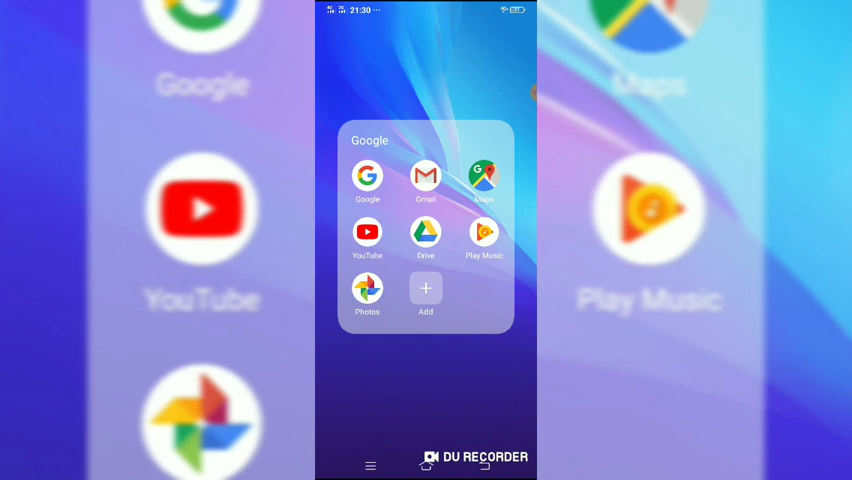 21:30
Google
Google Gmail Maps
YouTube Drive Play Music
Photos Add
DU RECORDER
Google
YouTube
Maps
Play Music